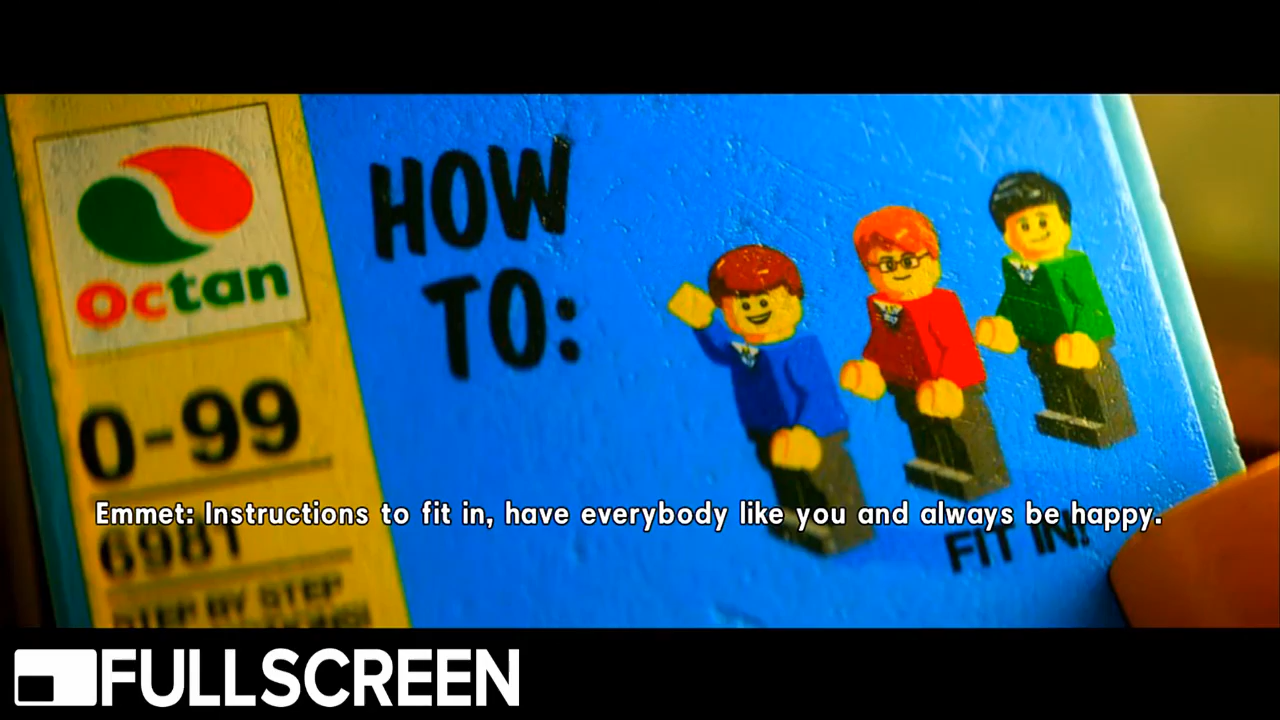 Octan
0-99
6981
STEP BY STEP
HOW
TO:
FIT IN!
Emmet: Instructions to fit in, have everybody like you and always be happy.
FULLSCREEN